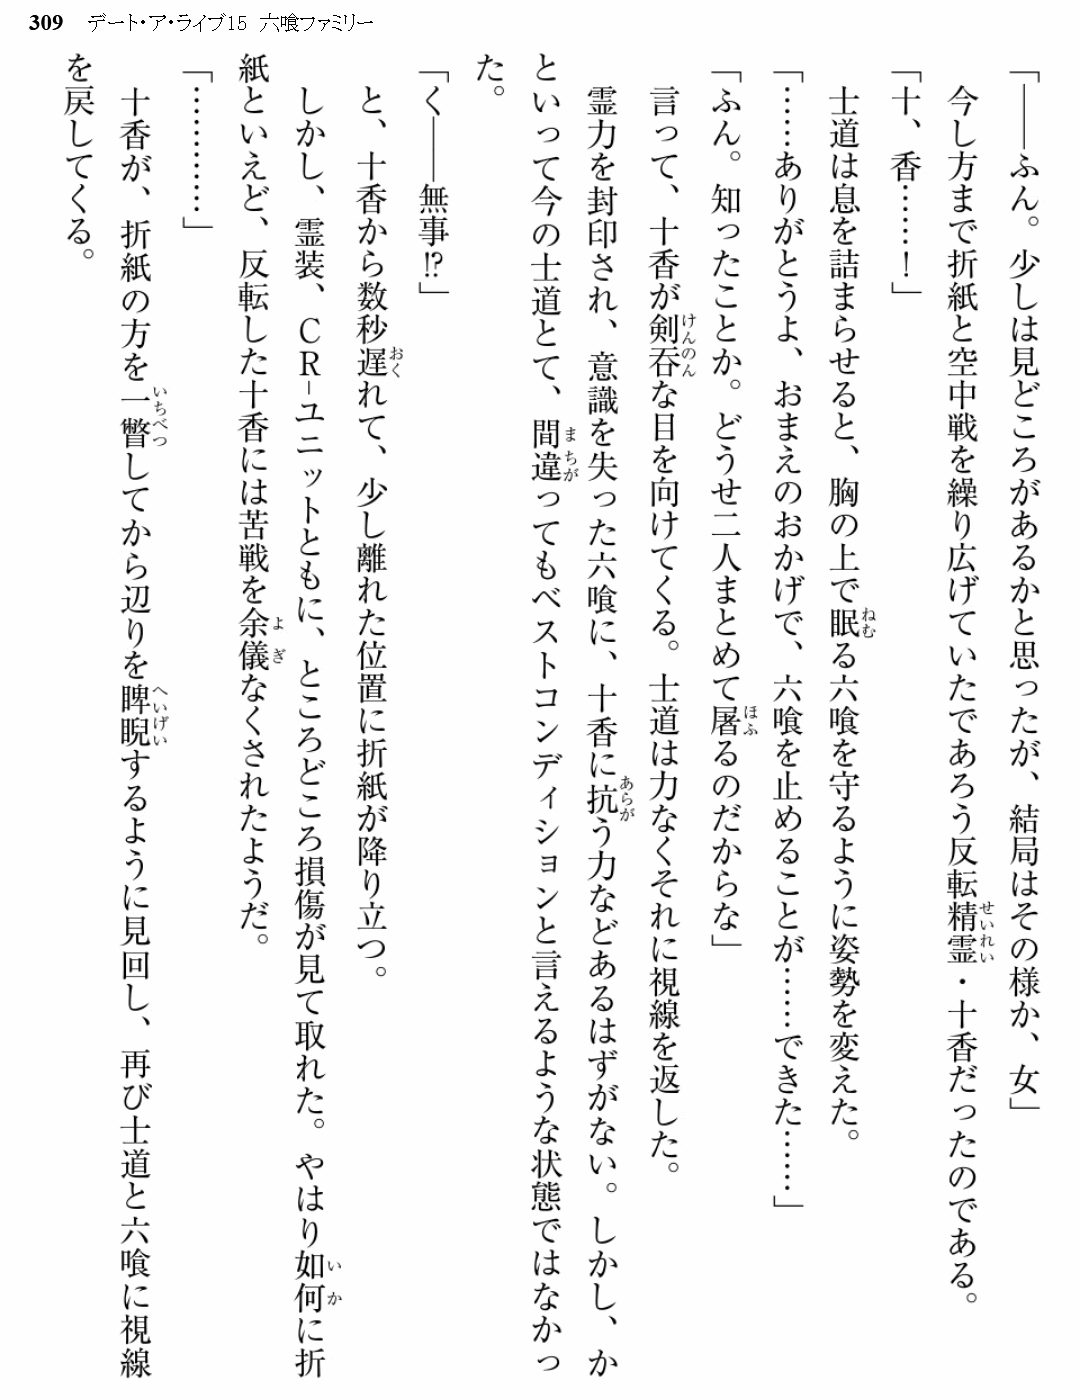 309 デート・ア・ライブ15 六喰ファミリー
「――ふん。少しは見どころがあるかと思ったが、結局はその様か、女」
今し方まで折紙と空中戦を繰り広げていたであろう反転精霊・十香だったのである。
「十、香……！」
士道は息を詰まらせると、胸の上で眠る六喰を守るように姿勢を変えた。
「……ありがとうよ、おまえのおかげで、六喰を止めることが……できた……」
「ふん。知ったことか。どうせ二人まとめて屠るのだからな」
言って、十香が剣呑な目を向けてくる。士道は力なくそれに視線を返した。
霊力を封印され、意識を失った六喰に、十香に抗う力などあるはずがない。しかし、か
といって今の士道とて、間違ってもベストコンディションと言えるような状態ではなかっ
た。
「く――無事!?」
と、十香から数秒遅れて、少し離れた位置に折紙が降り立つ。
しかし、霊装、ＣＲ-ユニットともに、ところどころ損傷が見て取れた。やはり如何に折
紙といえど、反転した十香には苦戦を余儀なくされたようだ。
「…………」
十香が、折紙の方を一瞥してから辺りを睥睨するように見回し、再び士道と六喰に視線
を戻してくる。